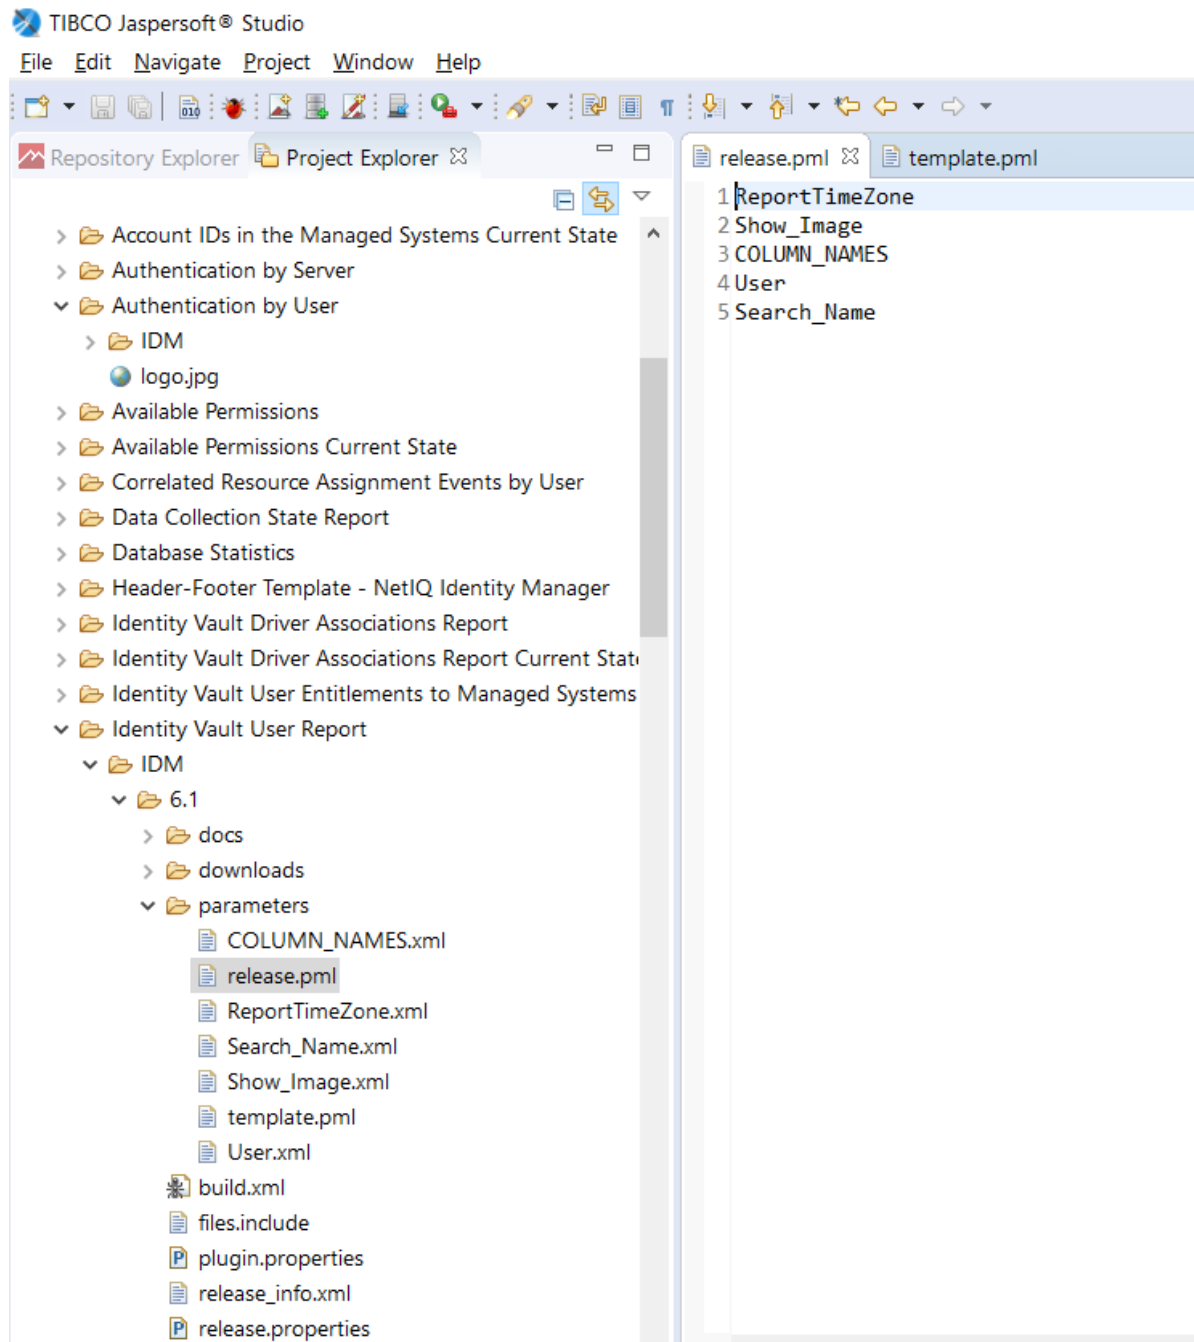 TIBCO Jaspersoft® Studio
File Edit Navigate Project Window Help
010
Repository Explorer Project Explorer
Account IDs in the Managed Systems Current State
Authentication by Server
Authentication by User
IDM
logo.jpg
Available Permissions
Available Permissions Current State
Correlated Resource Assignment Events by User
Data Collection State Report
Database Statistics
Header-Footer Template - NetIQ Identity Manager
Identity Vault Driver Associations Report
Identity Vault Driver Associations Report Current State
Identity Vault User Entitlements to Managed Systems
Identity Vault User Report
IDM
6.1
docs
downloads
parameters
COLUMN_NAMES.xml
release.pml
ReportTimeZone.xml
Search_Name.xml
Show_Image.xml
template.pml
User.xml
build.xml
files.include
plugin.properties
release_info.xml
release.properties
release.pml template.pml
1 ReportTimeZone
2 Show_Image
3 COLUMN_NAMES
4 User
5 Search_Name